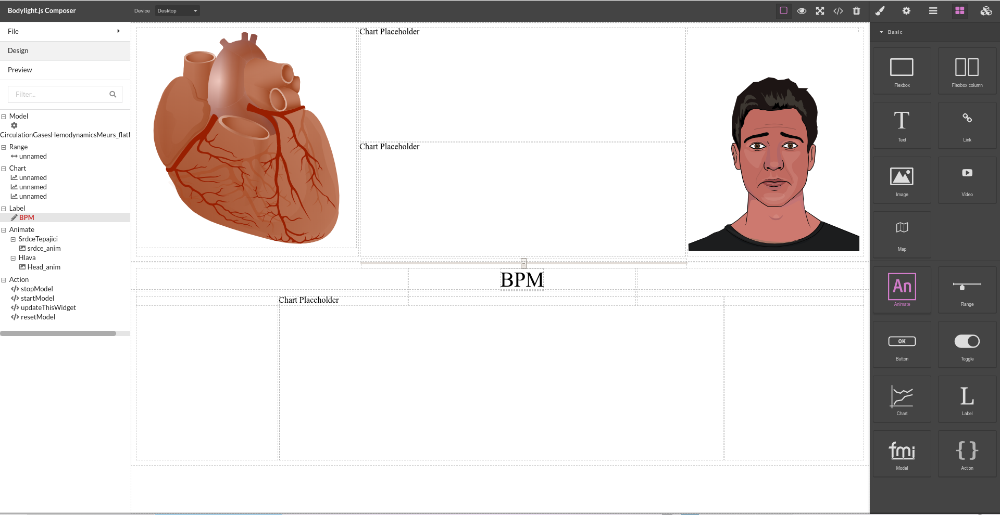 Bodylight.js Composer
Device
Desktop
File
Design
Preview
Filter...
Model
CirculationGasesHemodynamicsMeurs_flat
Range
unnamed
Chart
unnamed
unnamed
unnamed
Label
BPM
Animate
SrdceTepajici
srdce_anim
Hlava
Head_anim
Action
stopModel
startModel
updateThisWidget
resetModel
Chart Placeholder
Chart Placeholder
BPM
Chart Placeholder
Basic
Flexbox
Flexbox column
T
Text
Link
Image
Video
Map
An
Animate
Range
OK
Button
Toggle
Chart
L
Label
fmi
Model
{}
Action